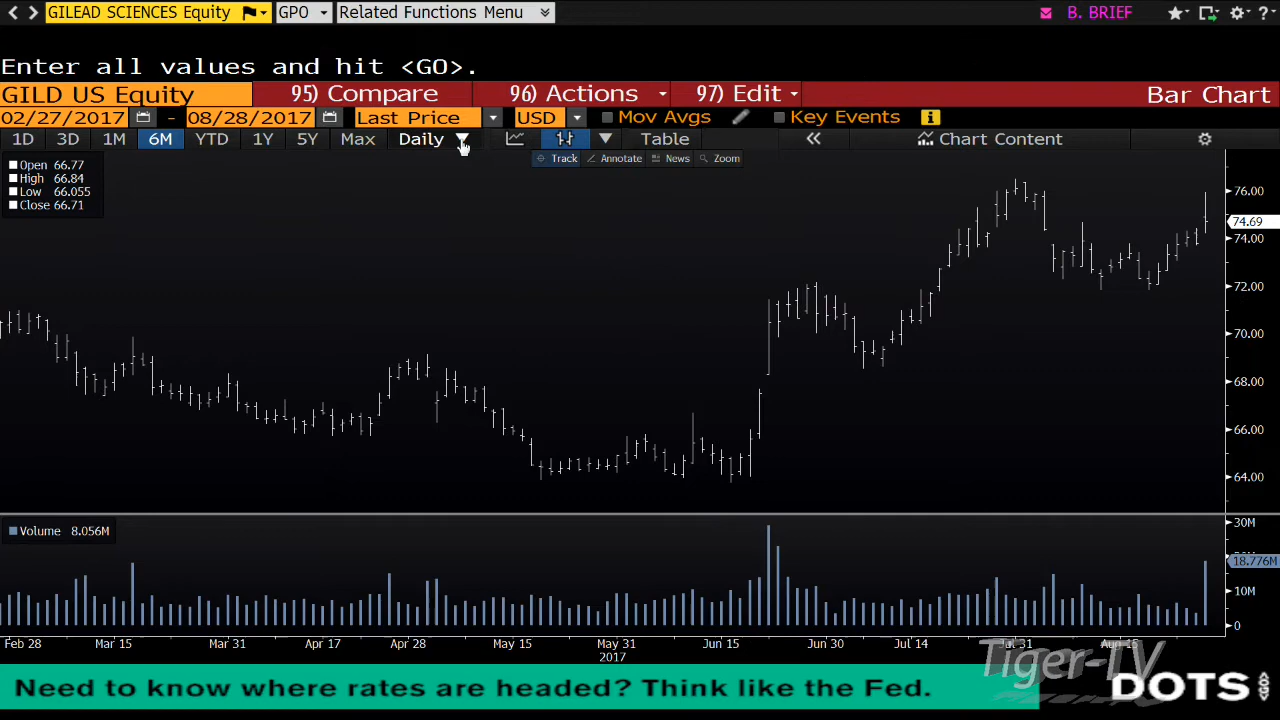 GILEAD SCIENCES Equity GPO Related Functions Menu B. BRIEF ?
Enter all values and hit <GO>.
GILD US Equity 95) Compare 96) Actions 97) Edit Bar Chart
02/27/2017 - 08/28/2017 Last Price USD Mov Avgs Key Events
1D 3D 1M 6M YTD 1Y 5Y Max Daily Table « Chart Content
Track Annotate News Zoom
Open 66.77
High 66.84
Low 66.055
Close 66.71
76.00
74.69
74.00
72.00
70.00
68.00
66.00
64.00
Volume 8.056M
30M
18.776M
10M
0
Feb 28 Mar 15 Mar 31 Apr 17 Apr 28 May 15 May 31 Jun 15 Jun 30 Jul 14 Jul 31 Aug 15
2017
Tiger-TV
Need to know where rates are headed? Think like the Fed.
DOTS